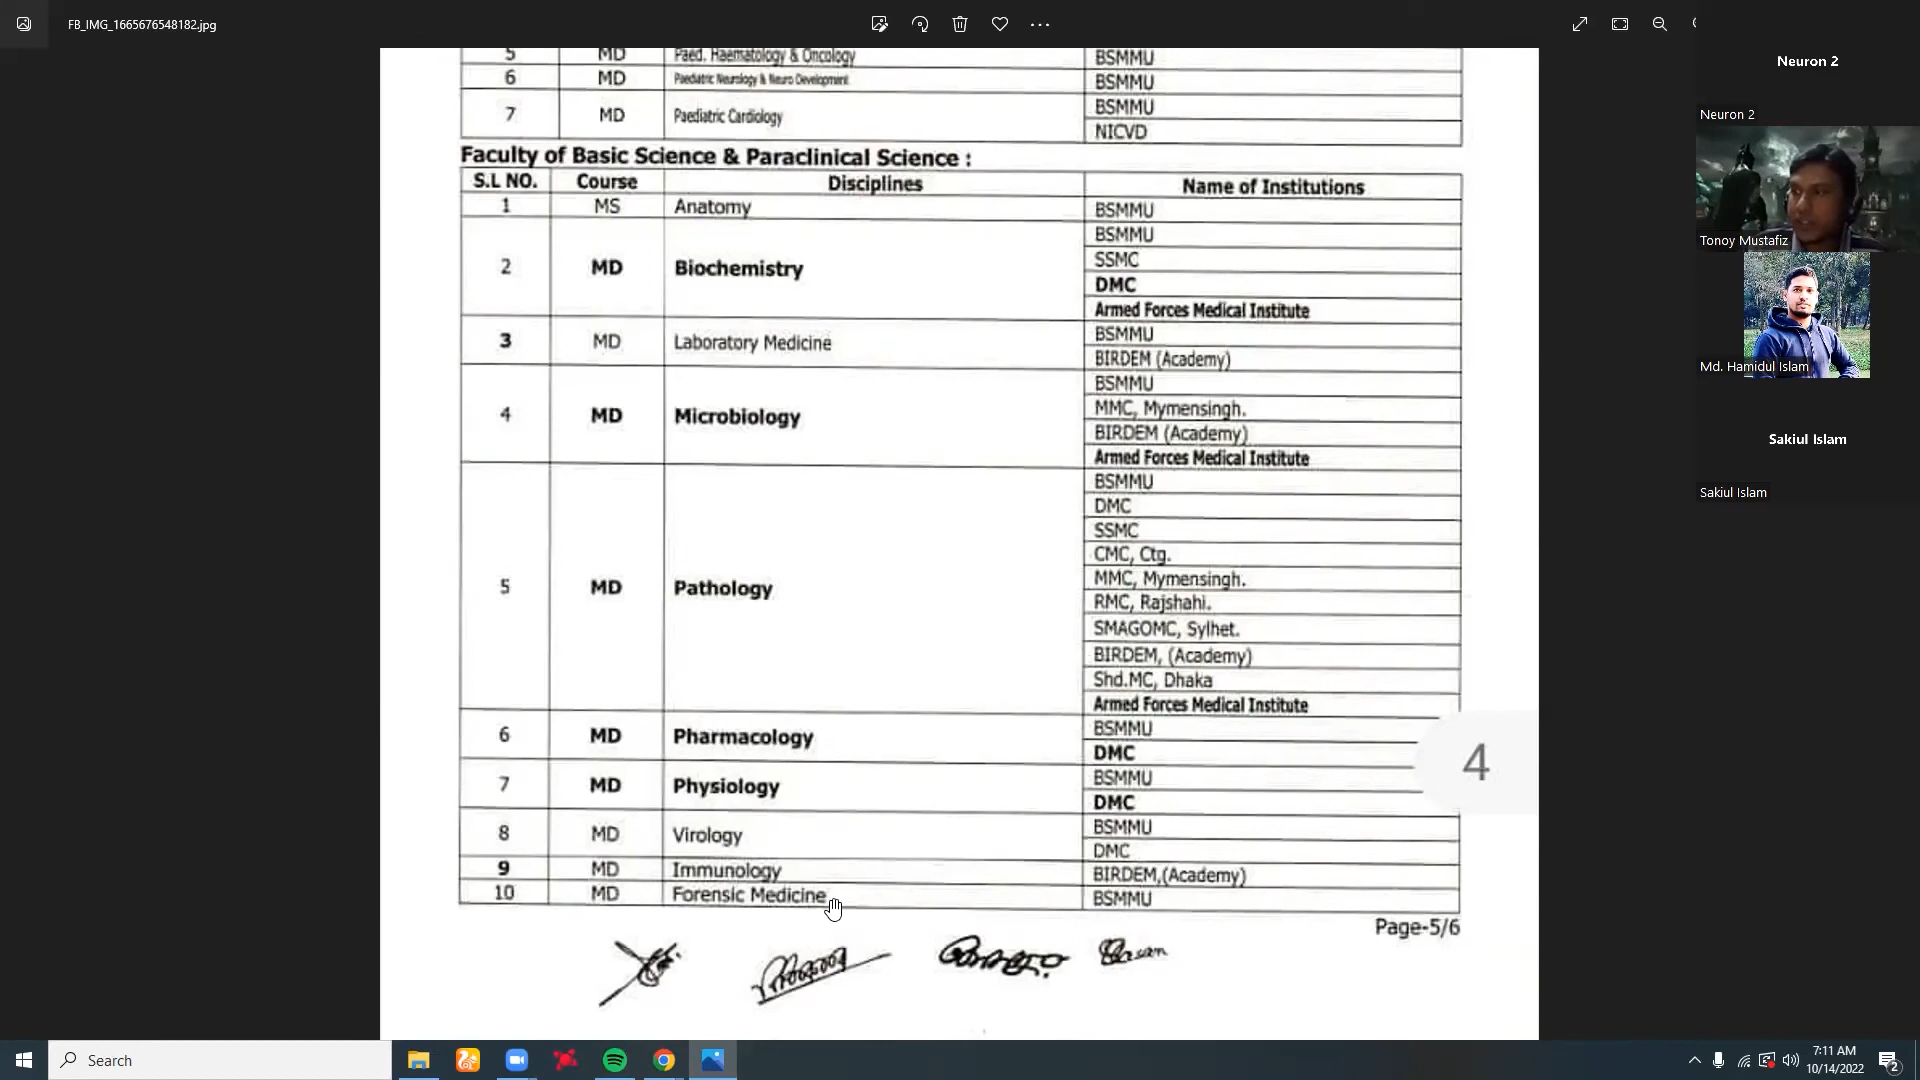 FB_IMG_1665676548182.jpg
5 MD Paed. Haematology & Oncology BSMMU
6 MD Paediatric Neurology & Neuro Development BSMMU
7 MD Paediatric Cardiology BSMMU
NICVD
Faculty of Basic Science & Paraclinical Science :
S.L NO. Course Disciplines Name of Institutions
1 MS Anatomy BSMMU
2 MD Biochemistry BSMMU
SSMC
DMC
Armed Forces Medical Institute
3 MD Laboratory Medicine BSMMU
BIRDEM (Academy)
4 MD Microbiology BSMMU
MMC, Mymensingh.
BIRDEM (Academy)
Armed Forces Medical Institute
5 MD Pathology BSMMU
DMC
SSMC
CMC, Ctg.
MMC, Mymensingh.
RMC, Rajshahi.
SMAGOMC, Sylhet.
BIRDEM, (Academy)
Shd.MC, Dhaka
Armed Forces Medical Institute
6 MD Pharmacology BSMMU
DMC
7 MD Physiology BSMMU
DMC
8 MD Virology BSMMU
DMC
9 MD Immunology BIRDEM,(Academy)
10 MD Forensic Medicine BSMMU
Page-5/6
4
Neuron 2
Neuron 2
Tonoy Mustafiz
Md. Hamidul Islam
Sakiul Islam
Sakiul Islam
Search
7:11 AM
10/14/2022
2